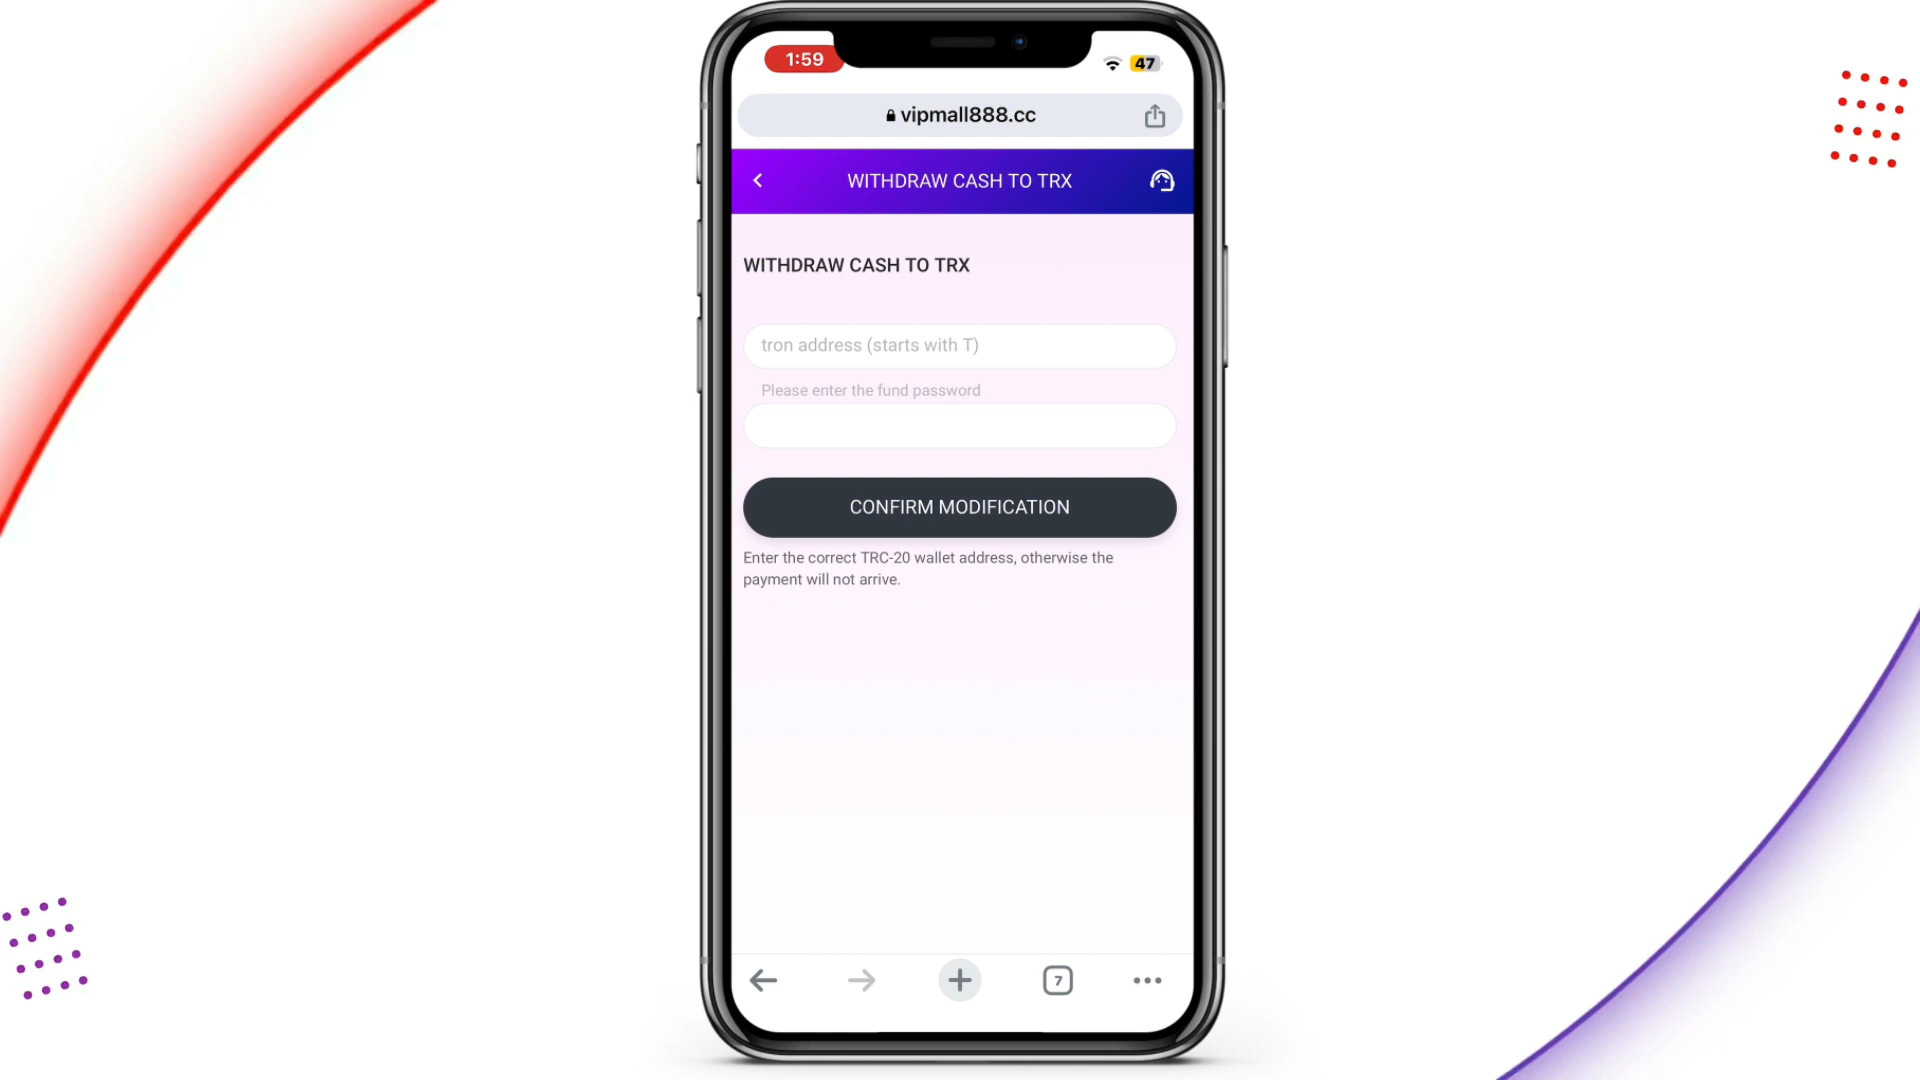 1:59
47
vipmall888.cc
WITHDRAW CASH TO TRX
WITHDRAW CASH TO TRX
tron address (starts with T)
Please enter the fund password
CONFIRM MODIFICATION
Enter the correct TRC-20 wallet address, otherwise the
payment will not arrive.
7